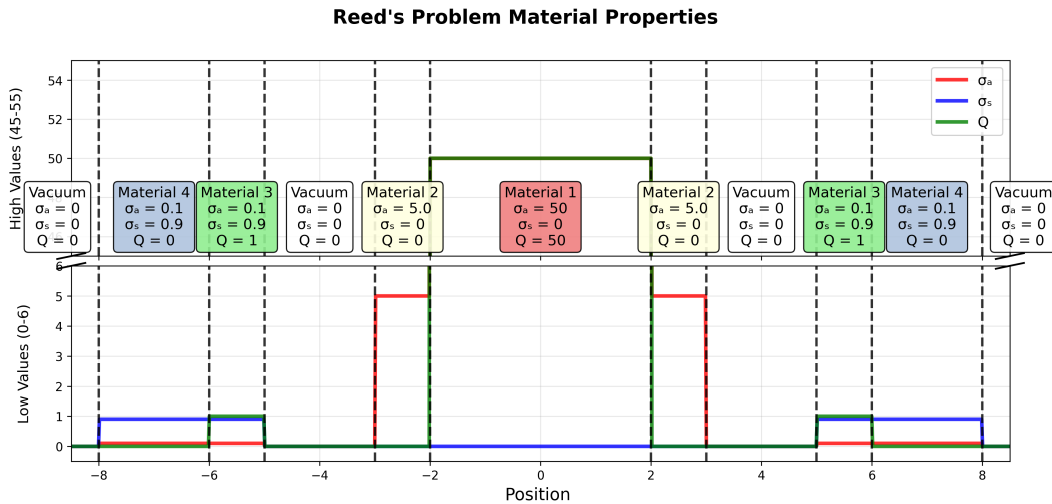 Reed's Problem Material Properties
High Values (45-55)
54
52
50
σₐ
σₛ
Q
Vacuum
σₐ = 0
σₛ = 0
Q = 0
Material 4
σₐ = 0.1
σₛ = 0.9
Q = 0
Material 3
σₐ = 0.1
σₛ = 0.9
Q = 1
Vacuum
σₐ = 0
σₛ = 0
Q = 0
Material 2
σₐ = 5.0
σₛ = 0
Q = 0
Material 1
σₐ = 50
σₛ = 0
Q = 50
Material 2
σₐ = 5.0
σₛ = 0
Q = 0
Vacuum
σₐ = 0
σₛ = 0
Q = 0
Material 3
σₐ = 0.1
σₛ = 0.9
Q = 1
Material 4
σₐ = 0.1
σₛ = 0.9
Q = 0
Vacuum
σₐ = 0
σₛ = 0
Q = 0
Low Values (0-6)
6
5
4
3
2
1
0
−8
−6
−4
−2
0
2
4
6
8
Position